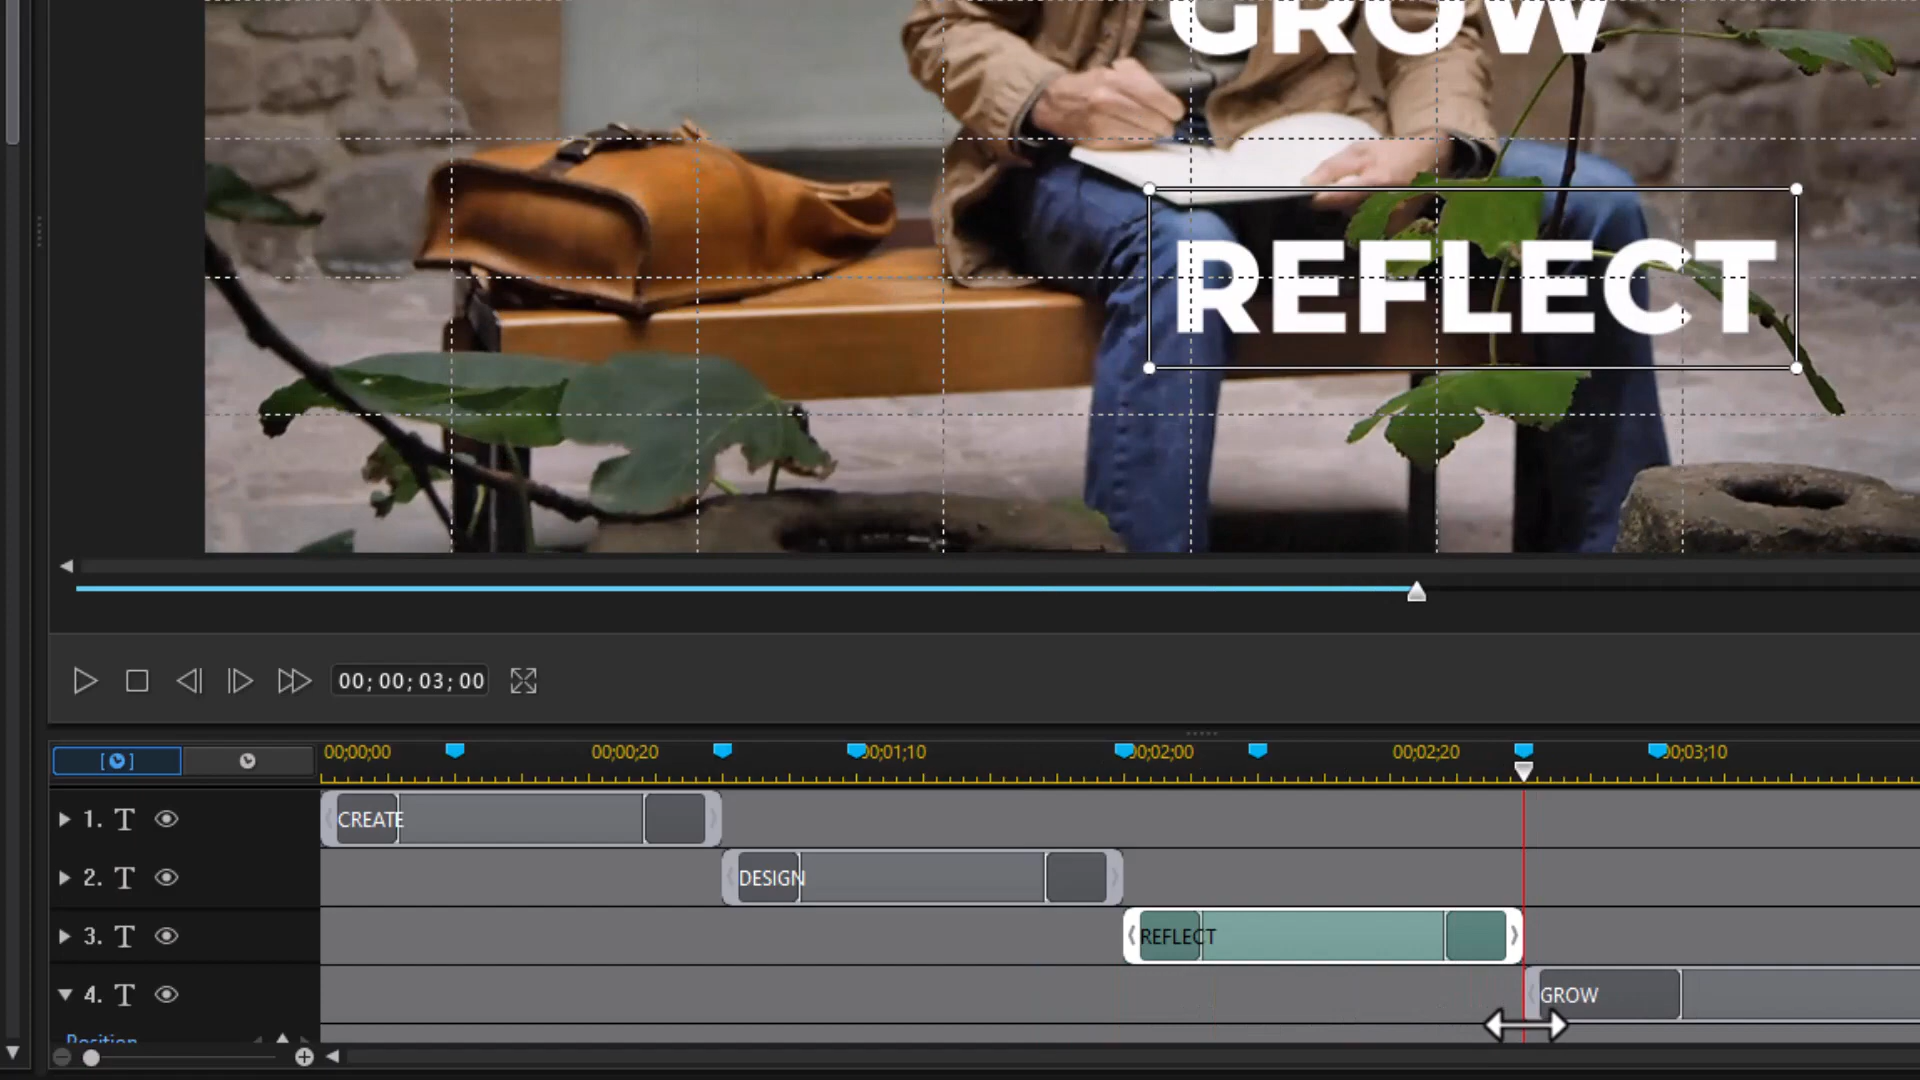 GROW
REFLECT
00;00;03;00
00;00;00 00;00;20 00;01;10 00;02;00 00;02;20 00;03;10
1. T CREATE
2. T DESIGN
3. T REFLECT
4. T GROW
Position